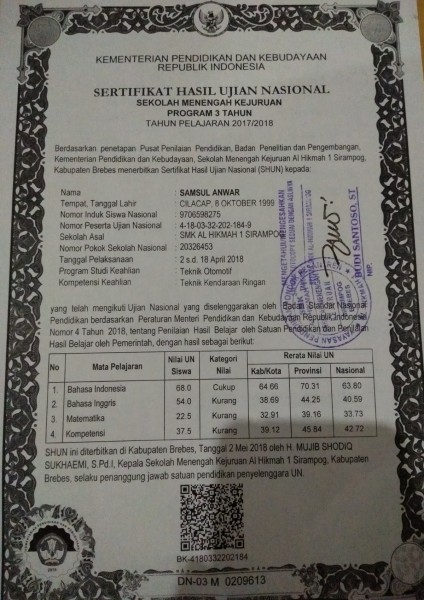 KEMENTERIAN PENDIDIKAN DAN KEBUDAYAAN
REPUBLIK INDONESIA
SERTIFIKAT HASIL UJIAN NASIONAL
SEKOLAH MENENGAH KEJURUAN
PROGRAM 3 TAHUN
TAHUN PELAJARAN 2017/2018
Berdasarkan penetapan Pusat Penilaian Pendidikan, Badan Penelitian dan Pengembangan,
Kementerian Pendidikan dan Kebudayaan, Sekolah Menengah Kejuruan Al Hikmah 1 Sirampog,
Kabupaten Brebes menerbitkan Sertifikat Hasil Ujian Nasional (SHUN) kepada:
Nama : SAMSUL ANWAR
Tempat, Tanggal Lahir : CILACAP, 8 OKTOBER 1999
Nomor Induk Siswa Nasional : 9706598275
Nomor Peserta Ujian Nasional : 4-18-03-32-202-184-9
Sekolah Asal : SMK AL HIKMAH 1 SIRAMPOG
Nomor Pokok Sekolah Nasional : 20326453
Tanggal Pelaksanaan : 2 s.d. 18 April 2018
Program Studi Keahlian : Teknik Otomotif
Kompetensi Keahlian : Teknik Kendaraan Ringan
BUDI SANTOSO, ST
NIP.
yang telah mengikuti Ujian Nasional yang diselenggarakan oleh Badan Standar Nasional
Pendidikan berdasarkan Peraturan Menteri Pendidikan dan Kebudayaan Republik Indonesia
Nomor 4 Tahun 2018, tentang Penilaian Hasil Belajar oleh Satuan Pendidikan dan Penilaian
Hasil Belajar oleh Pemerintah, dengan hasil sebagai berikut:
No Mata Pelajaran Nilai UN Siswa Kategori Nilai Rerata Nilai UN
Kab/Kota Provinsi Nasional
1. Bahasa Indonesia 68.0 Cukup 64.66 70.31 63.80
2. Bahasa Inggris 54.0 Kurang 38.69 44.25 40.59
3. Matematika 22.5 Kurang 32.91 39.16 33.73
4. Kompetensi 37.5 Kurang 39.12 45.84 42.72
SHUN ini diterbitkan di Kabupaten Brebes, Tanggal 2 Mei 2018 oleh H. MUJIB SHODIQ
SUKHAEMI, S.Pd.I, Kepala Sekolah Menengah Kejuruan Al Hikmah 1 Sirampog, Kabupaten
Brebes, selaku penanggung jawab satuan pendidikan penyelenggara UN.
BK-4180332202184
DN-03 M 0209613